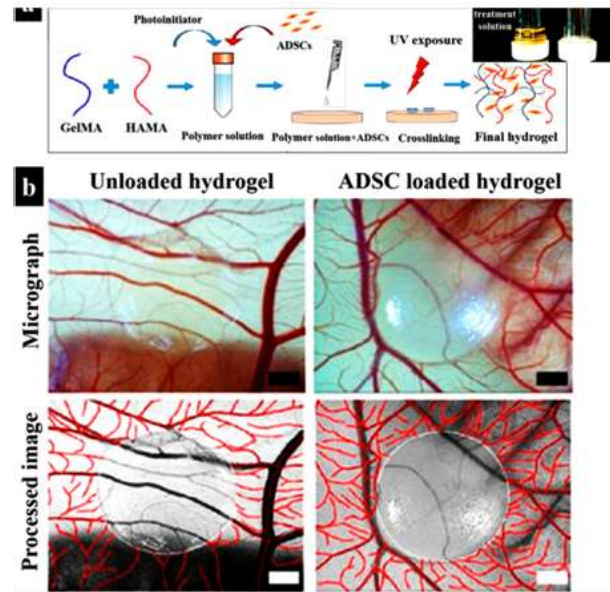 a
treatment
solution
Photoinitiator
ADSCs
UV exposure
GelMA
HAMA
Polymer solution
Polymer solution+ADSCs
Crosslinking
Final hydrogel
b
Unloaded hydrogel
ADSC loaded hydrogel
Micrograph
Processed image